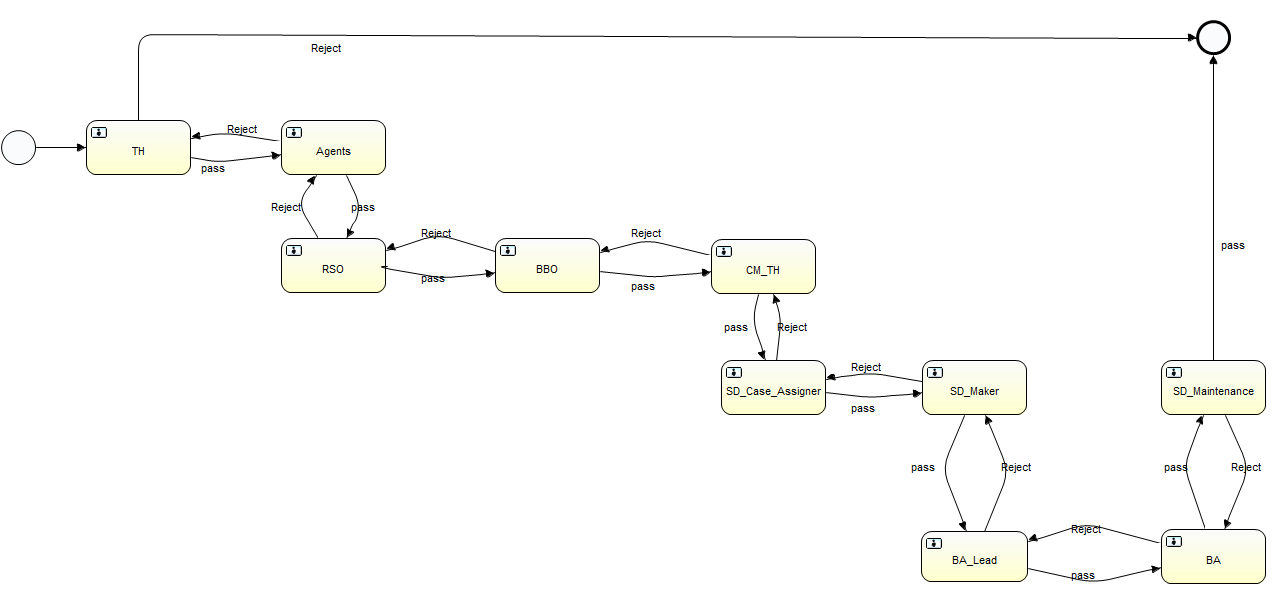 Reject
Reject
TH
Agents
pass
Reject
pass
Reject
Reject
pass
RSO
BBO
CM_TH
pass
pass
pass
Reject
Reject
SD_Case_Assigner
SD_Maker
SD_Maintenance
pass
pass
Reject
pass
Reject
Reject
BA_Lead
BA
pass